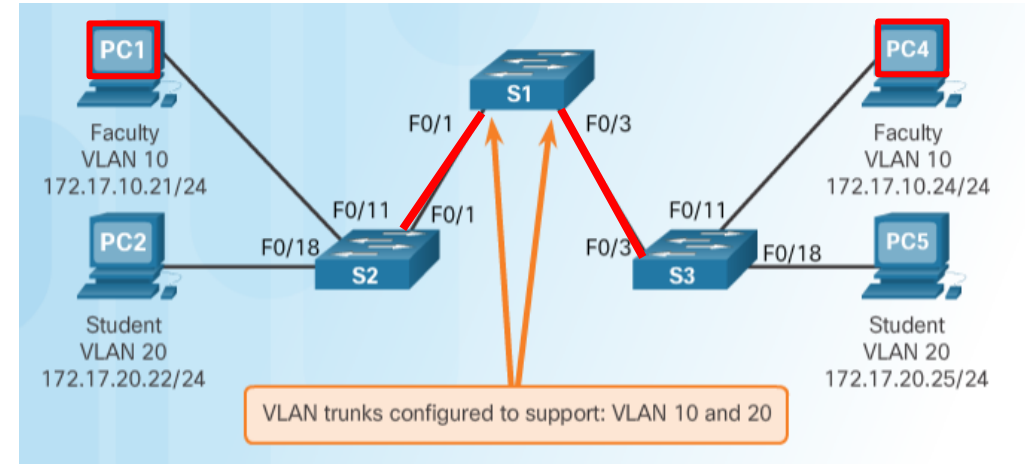 PC1
Faculty
VLAN 10
172.17.10.21/24
PC2
Student
VLAN 20
172.17.20.22/24
F0/11
F0/18
S2
F0/1
F0/1
S1
F0/3
F0/3
S3
F0/11
F0/18
PC4
Faculty
VLAN 10
172.17.10.24/24
PC5
Student
VLAN 20
172.17.20.25/24
VLAN trunks configured to support: VLAN 10 and 20